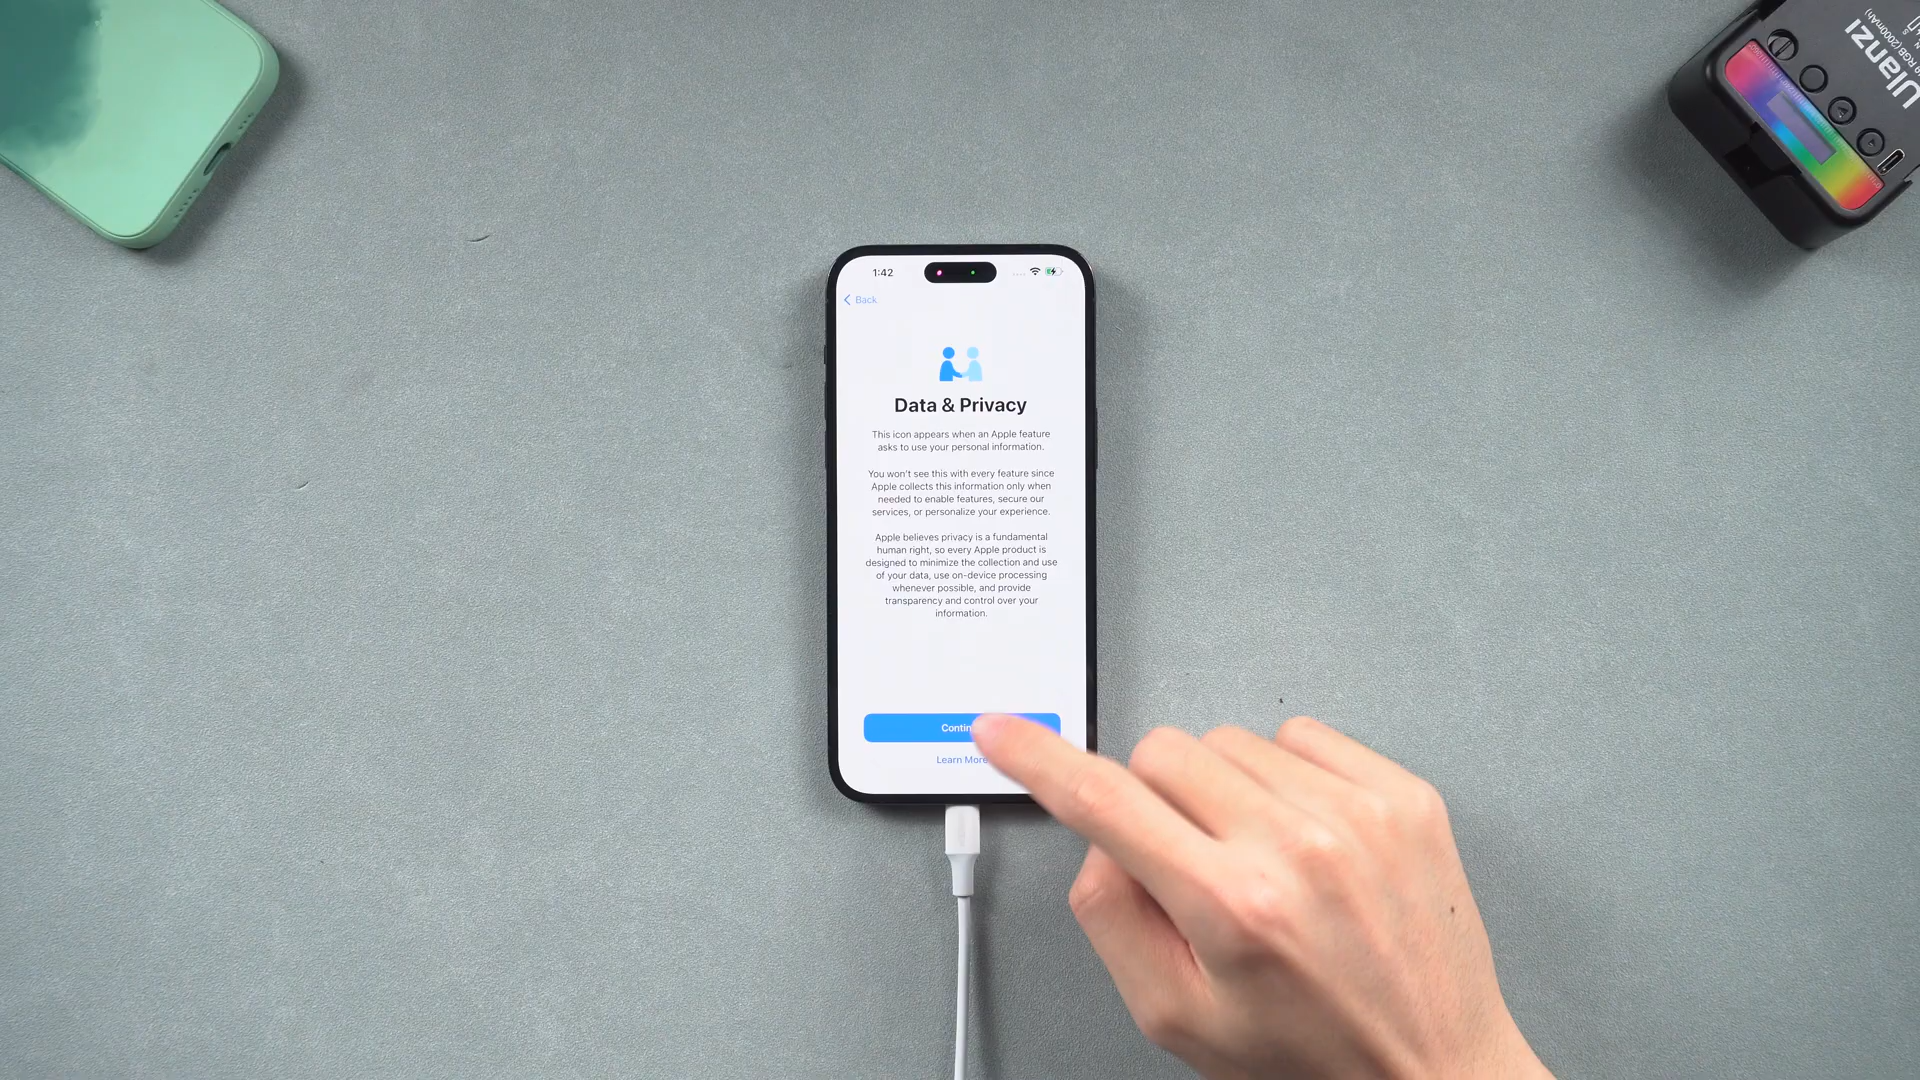 1:42
Back
Data & Privacy
This icon appears when an Apple feature
asks to use your personal information.
You won't see this with every feature since
Apple collects this information only when
needed to enable features, secure our
services, or personalize your experience.
Apple believes privacy is a fundamental
human right, so every Apple product is
designed to minimize the collection and use
of your data, use on-device processing
whenever possible, and provide
transparency and control over your
information.
Contin
Learn More
Ulanzi
RGB (2000mAh)